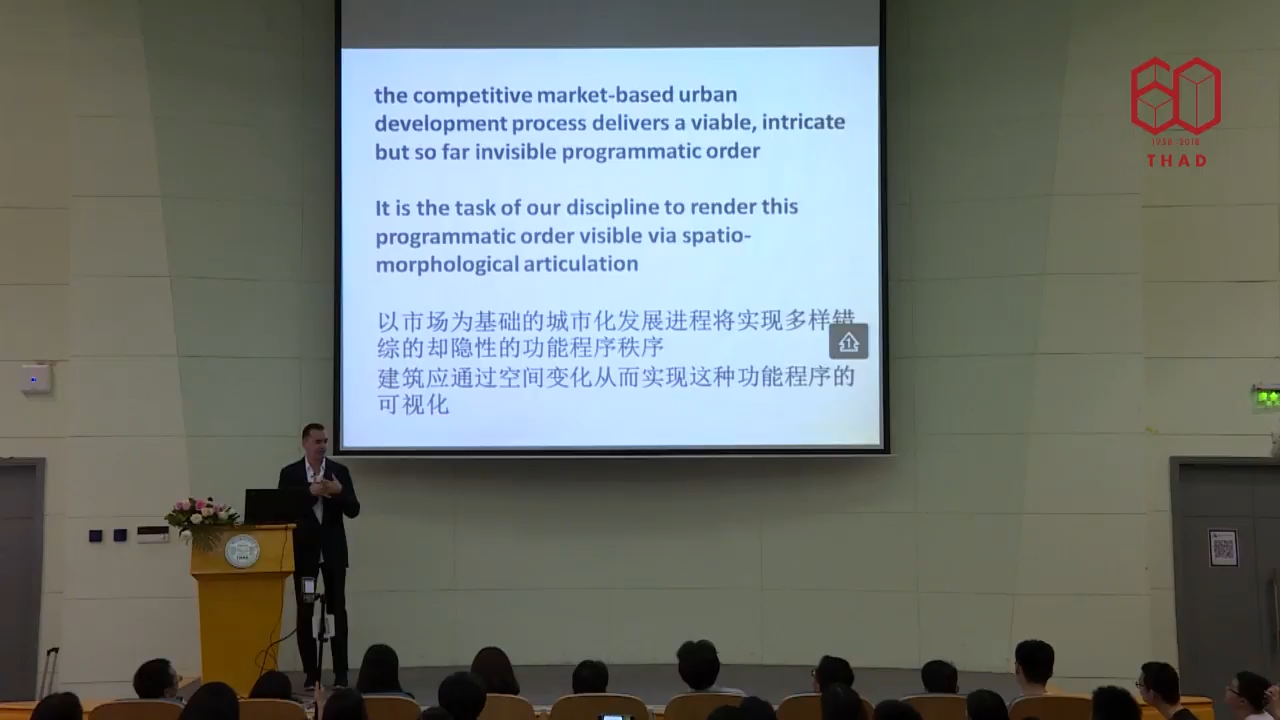 the competitive market-based urban
development process delivers a viable, intricate
but so far invisible programmatic order
It is the task of our discipline to render this
programmatic order visible via spatio-
morphological articulation
以市场为基础的城市化发展进程将实现多样错
综的却隐性的功能程序秩序
建筑应通过空间变化从而实现这种功能程序的
可视化
60
1958 2018
THAD
THAD